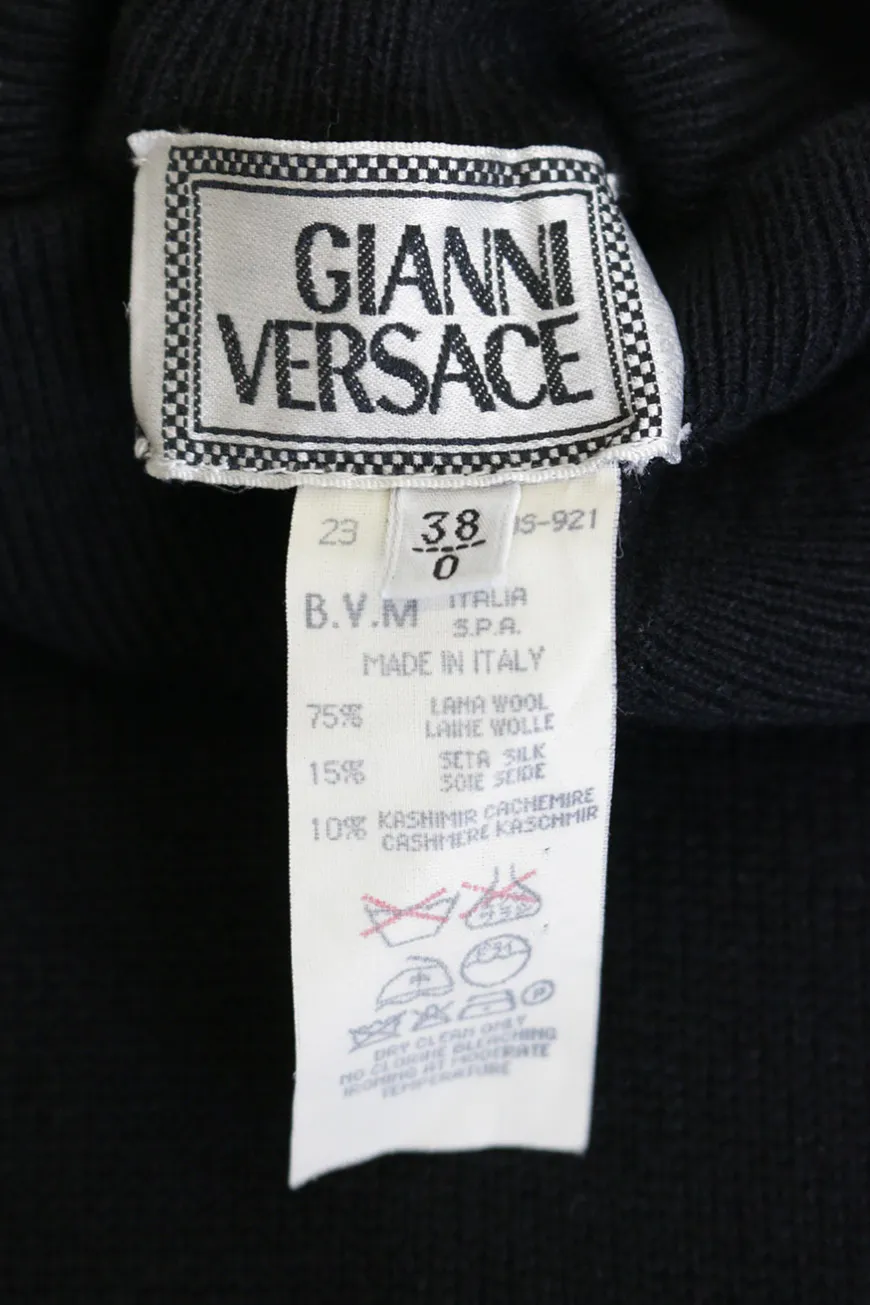 GIANNI
VERSACE
23
38
0
S-921
B.V.M
ITALIA
S.P.A.
MADE IN ITALY
75% LANA WOOL
LAINE WOLLE
15% SETA SILK
SOIE SEIDE
10% KASHIMIR CACHEMIRE
CASHMERE KASCHMIR
P
DRY CLEAN ONLY
NO CLORINE BLEACHING
IRONING AT MODERATE
TEMPERATURE